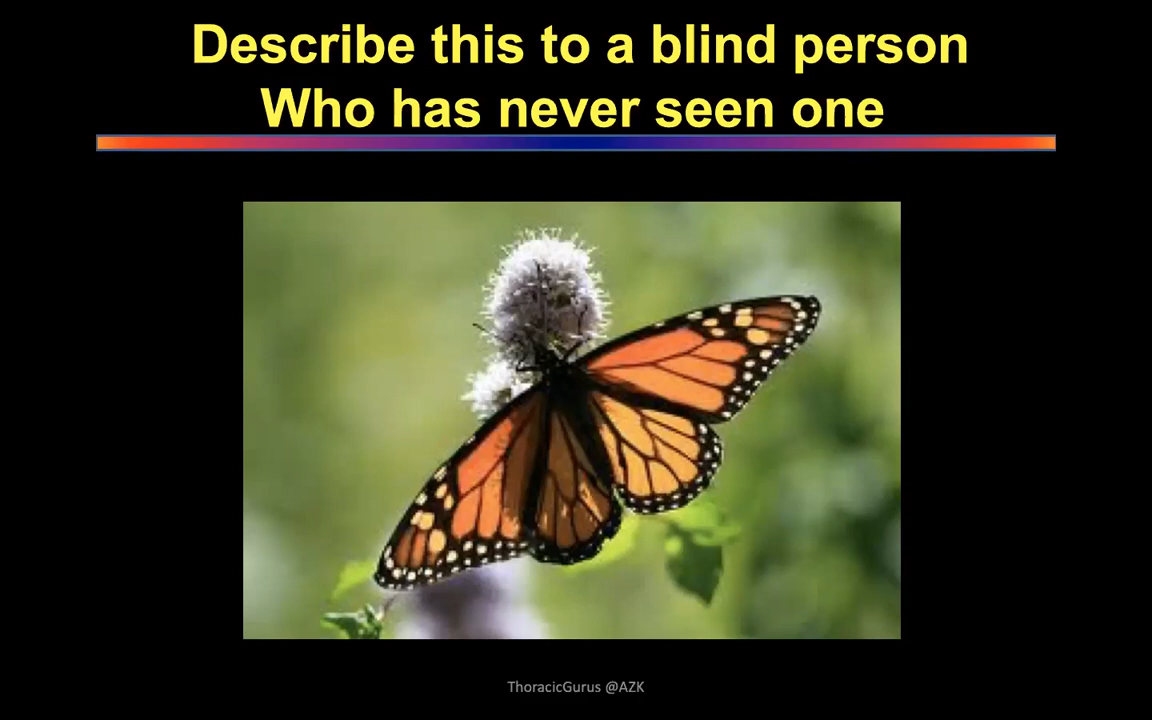 Describe this to a blind person
Who has never seen one
ThoracicGurus @AZK